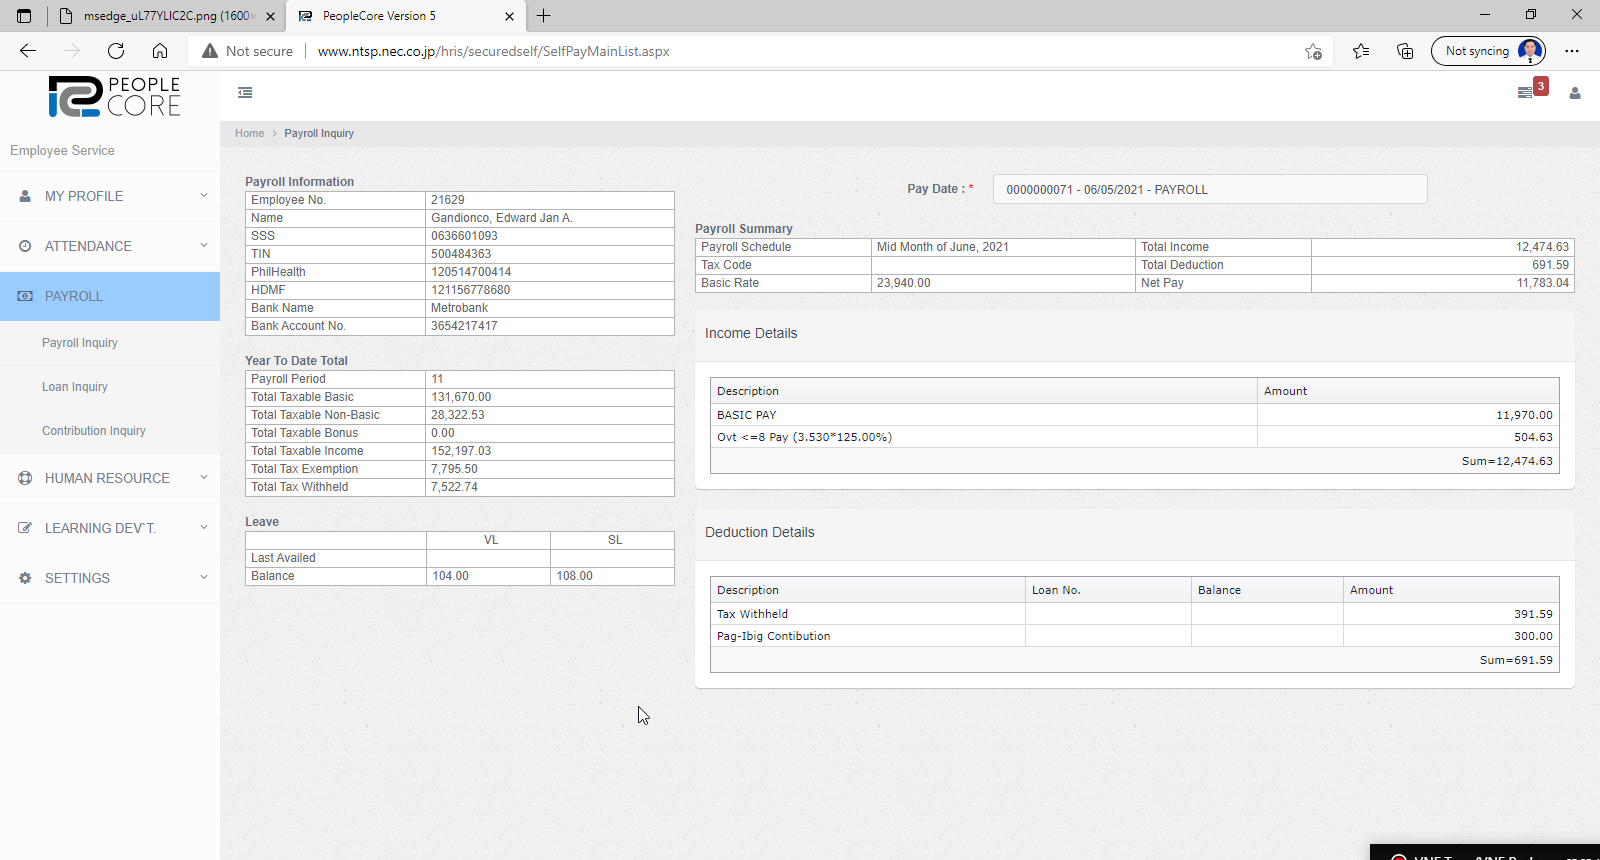 msedge_uL77YLIC2C.png (1600
PeopleCore Version 5
Not secure
www.ntsp.nec.co.jp/hris/securedself/SelfPayMainList.aspx
Not syncing
PEOPLE
CORE
3
Home > Payroll Inquiry
Employee Service
MY PROFILE
ATTENDANCE
PAYROLL
Payroll Inquiry
Loan Inquiry
Contribution Inquiry
HUMAN RESOURCE
LEARNING DEV`T.
SETTINGS
Payroll Information
Employee No. 21629
Name Gandionco, Edward Jan A.
SSS 0636601093
TIN 500484363
PhilHealth 120514700414
HDMF 121156778680
Bank Name Metrobank
Bank Account No. 3654217417
Year To Date Total
Payroll Period 11
Total Taxable Basic 131,670.00
Total Taxable Non-Basic 28,322.53
Total Taxable Bonus 0.00
Total Taxable Income 152,197.03
Total Tax Exemption 7,795.50
Total Tax Withheld 7,522.74
Leave
VL SL
Last Availed
Balance 104.00 108.00
Pay Date : * 0000000071 - 06/05/2021 - PAYROLL
Payroll Summary
Payroll Schedule Mid Month of June, 2021 Total Income 12,474.63
Tax Code Total Deduction 691.59
Basic Rate 23,940.00 Net Pay 11,783.04
Income Details
Description Amount
BASIC PAY 11,970.00
Ovt <=8 Pay (3.530*125.00%) 504.63
Sum=12,474.63
Deduction Details
Description Loan No. Balance Amount
Tax Withheld 391.59
Pag-Ibig Contibution 300.00
Sum=691.59